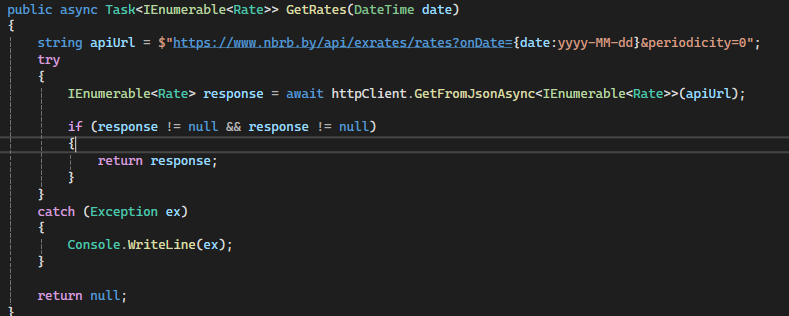 public async Task<IEnumerable<Rate>> GetRates(DateTime date)
{
string apiUrl = $"https://www.nbrb.by/api/exrates/rates?onDate={date:yyyy-MM-dd}&periodicity=0";
try
{
IEnumerable<Rate> response = await httpClient.GetFromJsonAsync<IEnumerable<Rate>>(apiUrl);
if (response != null && response != null)
{
return response;
}
}
catch (Exception ex)
{
Console.WriteLine(ex);
}
return null;
}